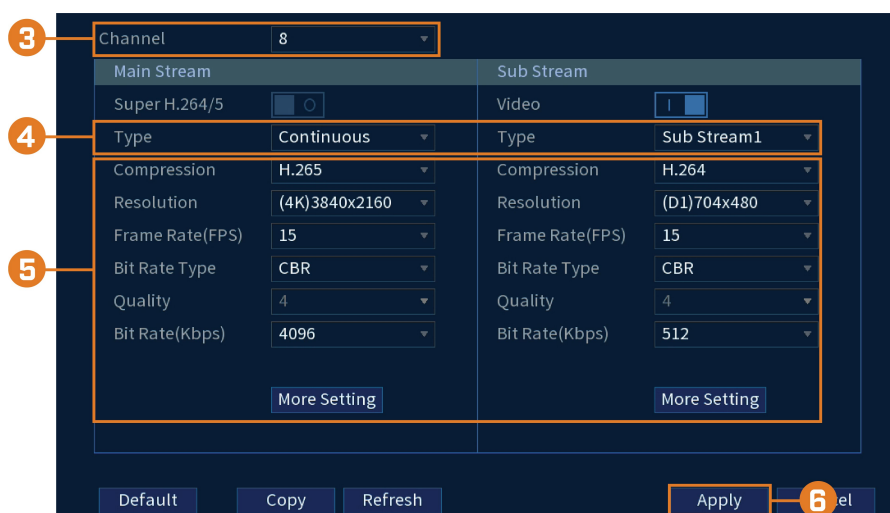 3 Channel 8
Main Stream Sub Stream
Super H.264/5 Video
4 Type Continuous Type Sub Stream1
Compression H.265 Compression H.264
Resolution (4K)3840x2160 Resolution (D1)704x480
Frame Rate(FPS) 15 Frame Rate(FPS) 15
5 Bit Rate Type CBR Bit Rate Type CBR
Quality 4 Quality 4
Bit Rate(Kbps) 4096 Bit Rate(Kbps) 512
More Setting More Setting
Default Copy Refresh Apply 6